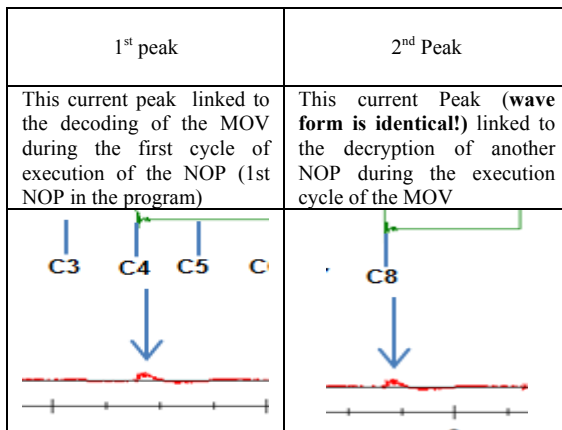 1st peak
2nd Peak
This current peak linked to
the decoding of the MOV
during the first cycle of
execution of the NOP (1st
NOP in the program)
This current Peak (wave
form is identical!) linked to
the decryption of another
NOP during the execution
cycle of the MOV
C3 C4 C5
C8